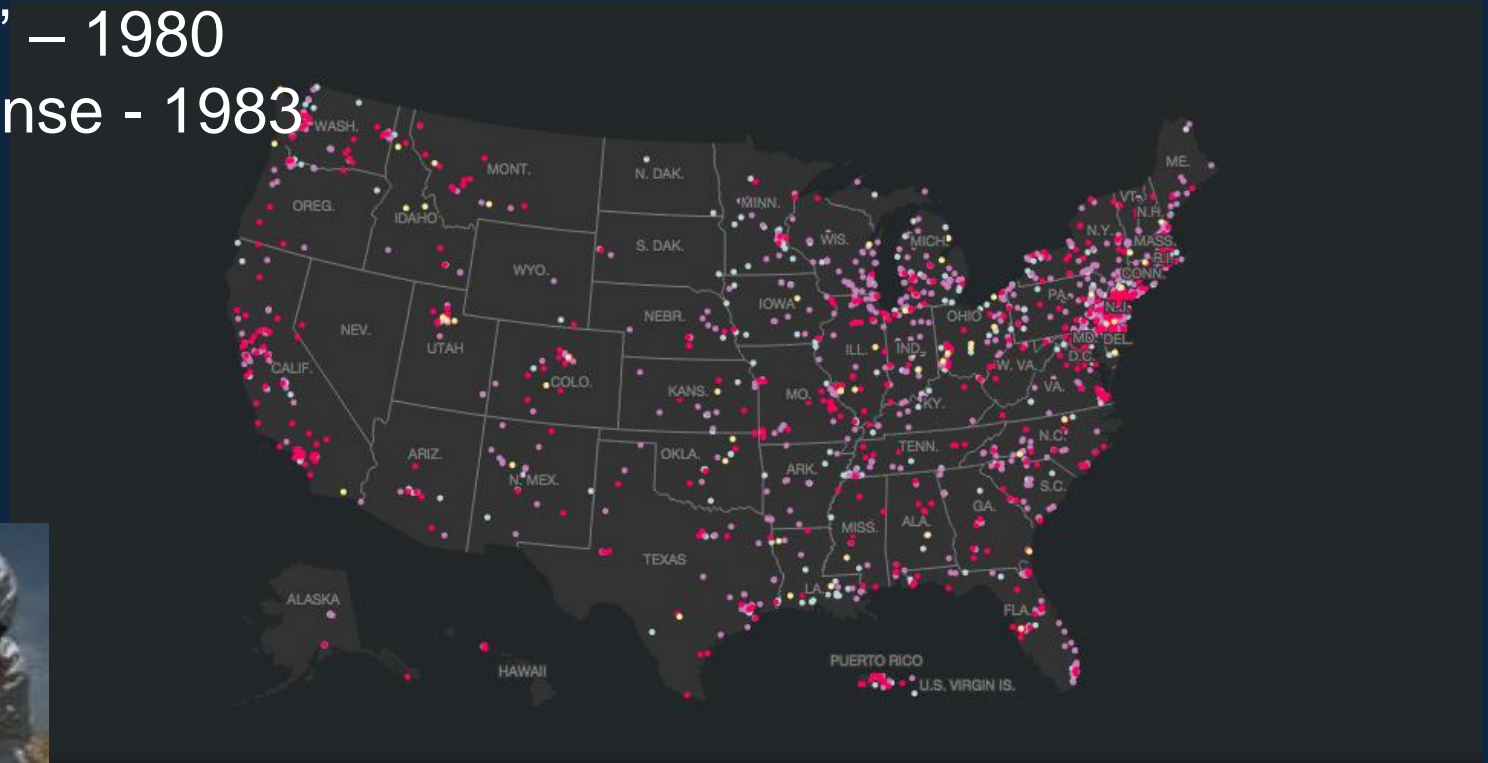 ’ – 1980
nse - 1983
WASH.
MONT.
N. DAK.
MINN.
ME.
VT.
N.H.
OREG.
IDAHO
S. DAK.
WIS.
MICH.
N.Y.
MASS.
R.I.
CONN.
WYO.
IOWA
PA.
N.J.
NEV.
UTAH
NEBR.
ILL.
IND.
OHIO
MD.
DEL.
D.C.
CALIF.
COLO.
KANS.
MO.
KY.
W. VA.
VA.
ARIZ.
N. MEX.
OKLA.
ARK.
TENN.
N.C.
S.C.
TEXAS
LA.
MISS.
ALA.
GA.
FLA.
ALASKA
HAWAII
PUERTO RICO
U.S. VIRGIN IS.